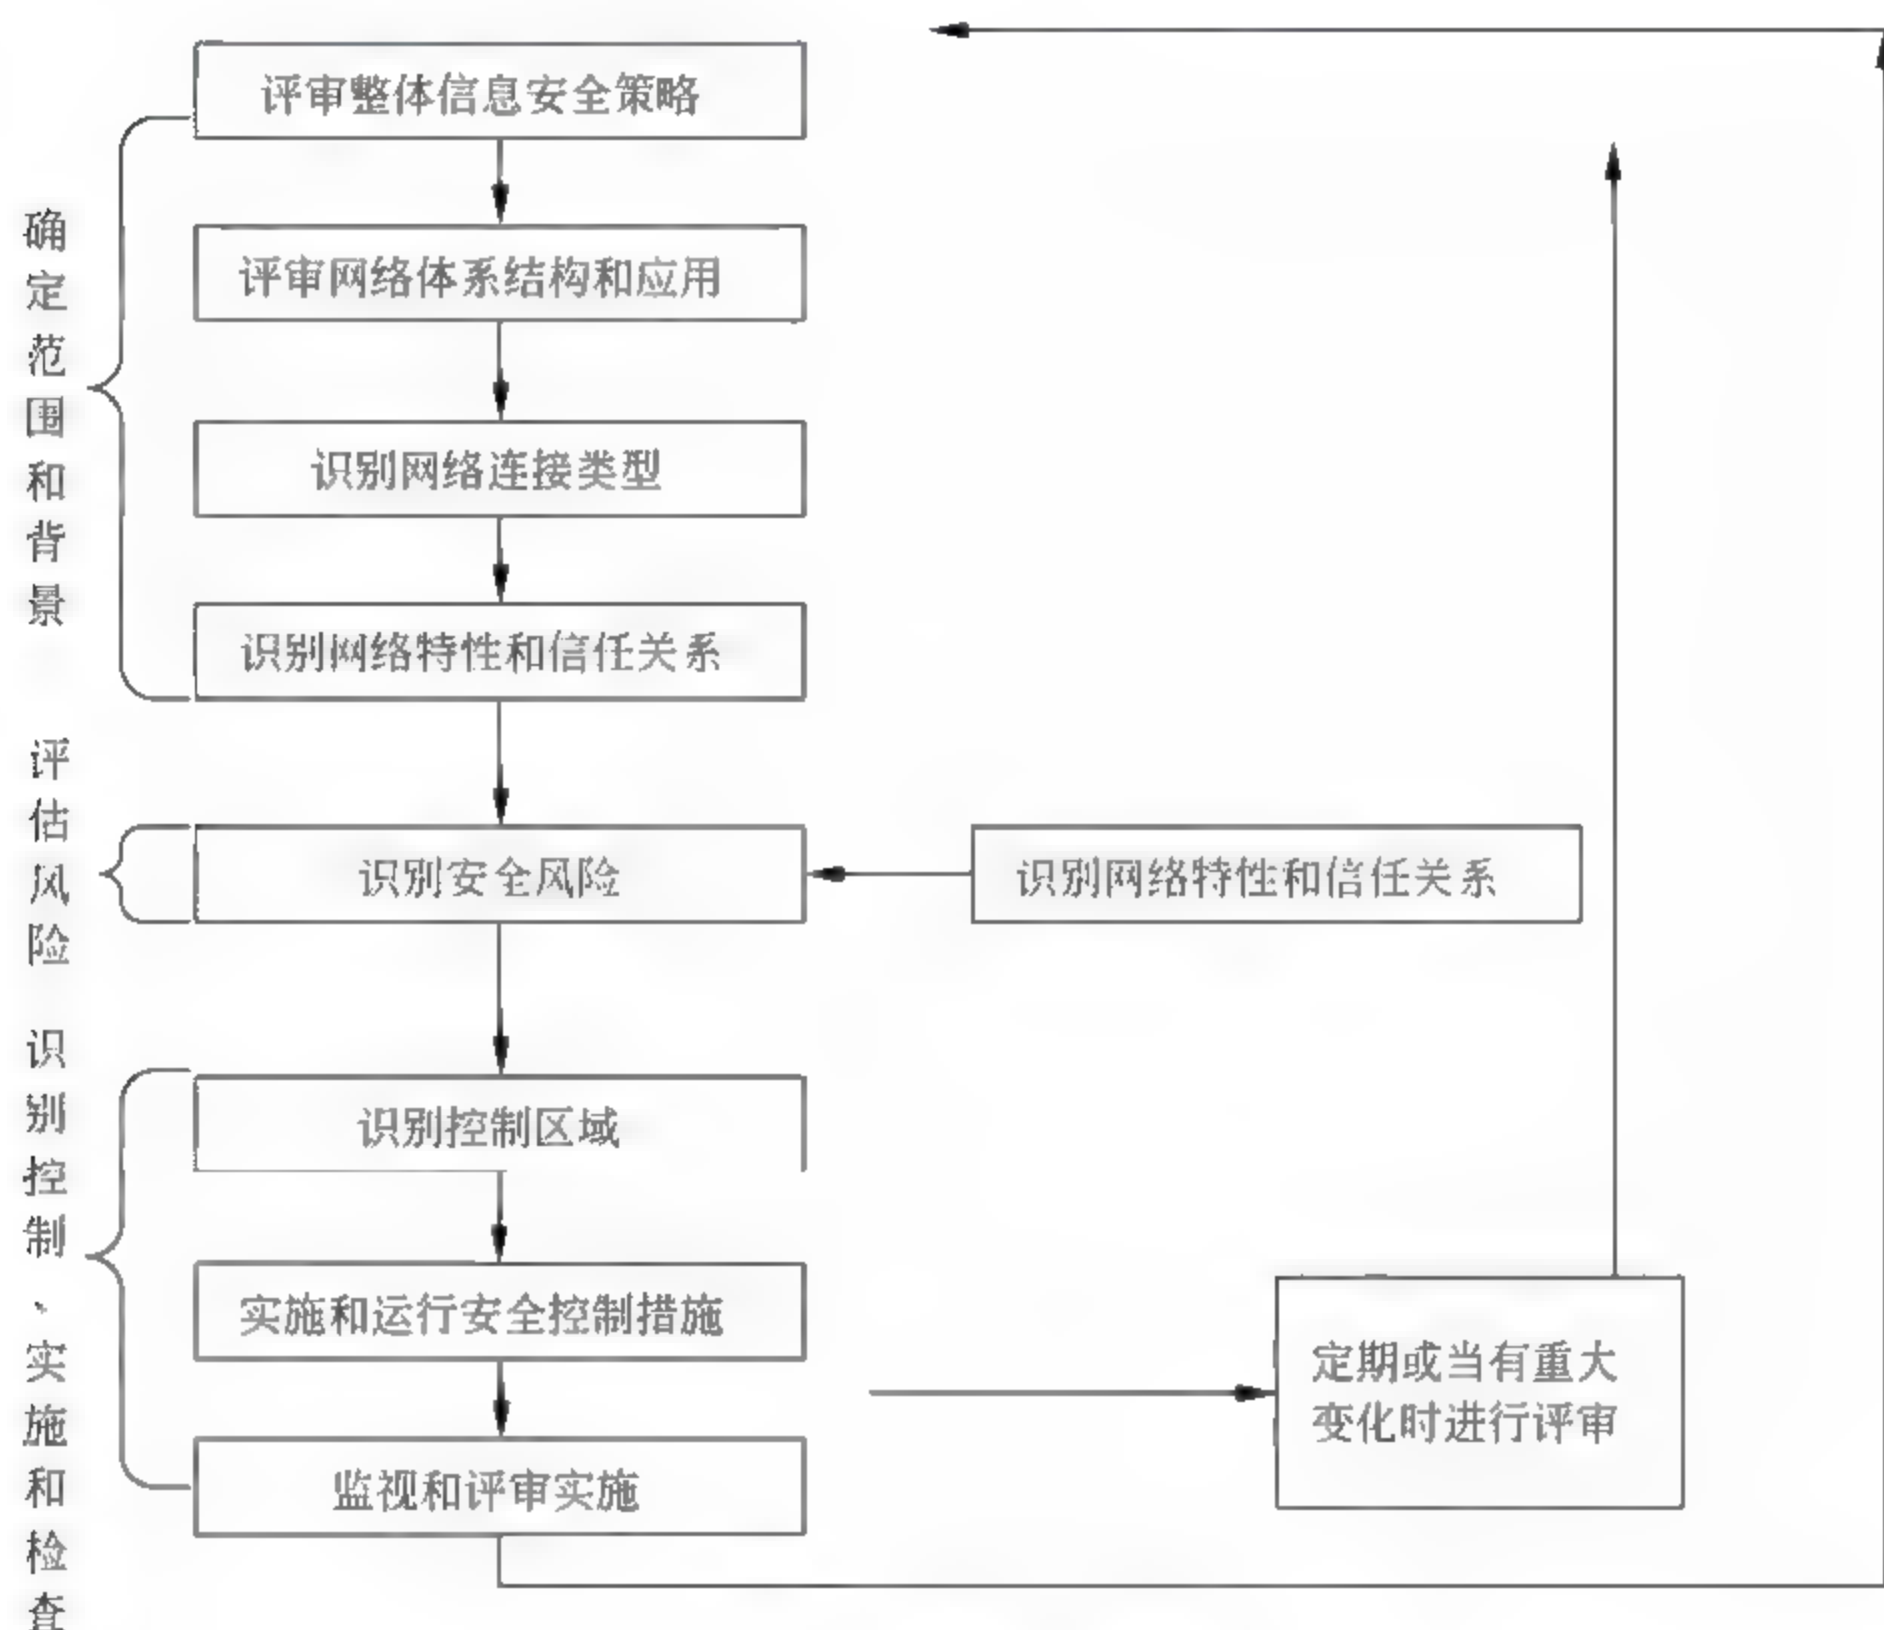 确定范围和背景
评审整体信息安全策略
评审网络体系结构和应用
识别网络连接类型
识别网络特性和信任关系
评估风险
识别安全风险
识别网络特性和信任关系
识别控制、实施和检查
识别控制区域
实施和运行安全控制措施
监视和评审实施
定期或当有重大
变化时进行评审